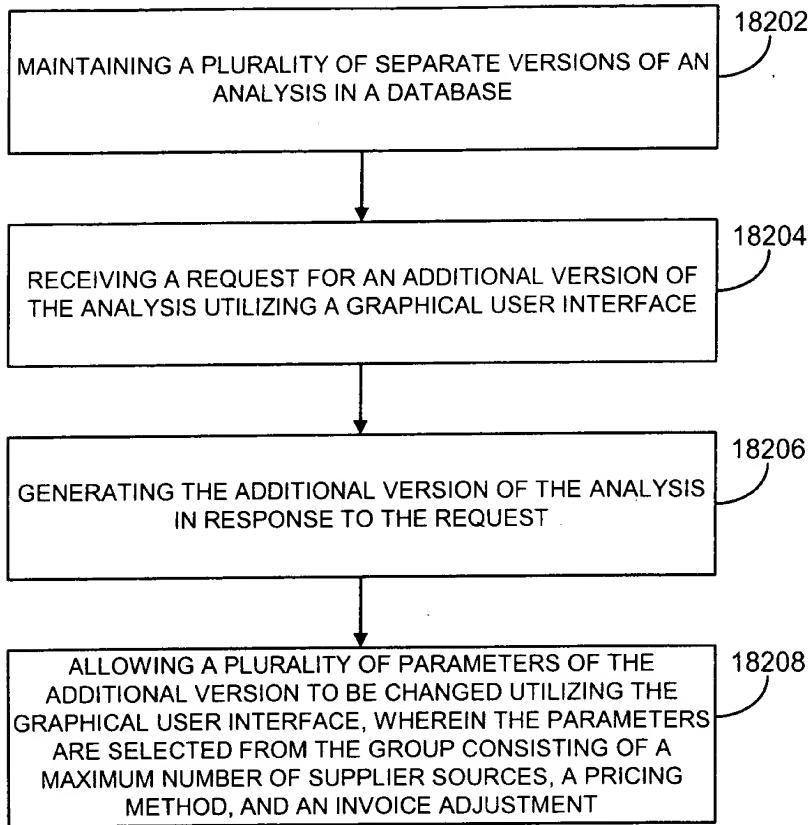 18202
MAINTAINING A PLURALITY OF SEPARATE VERSIONS OF AN
ANALYSIS IN A DATABASE
18204
RECEIVING A REQUEST FOR AN ADDITIONAL VERSION OF
THE ANALYSIS UTILIZING A GRAPHICAL USER INTERFACE
18206
GENERATING THE ADDITIONAL VERSION OF THE ANALYSIS
IN RESPONSE TO THE REQUEST
18208
ALLOWING A PLURALITY OF PARAMETERS OF THE
ADDITIONAL VERSION TO BE CHANGED UTILIZING THE
GRAPHICAL USER INTERFACE, WHEREIN THE PARAMETERS
ARE SELECTED FROM THE GROUP CONSISTING OF A
MAXIMUM NUMBER OF SUPPLIER SOURCES, A PRICING
METHOD, AND AN INVOICE ADJUSTMENT